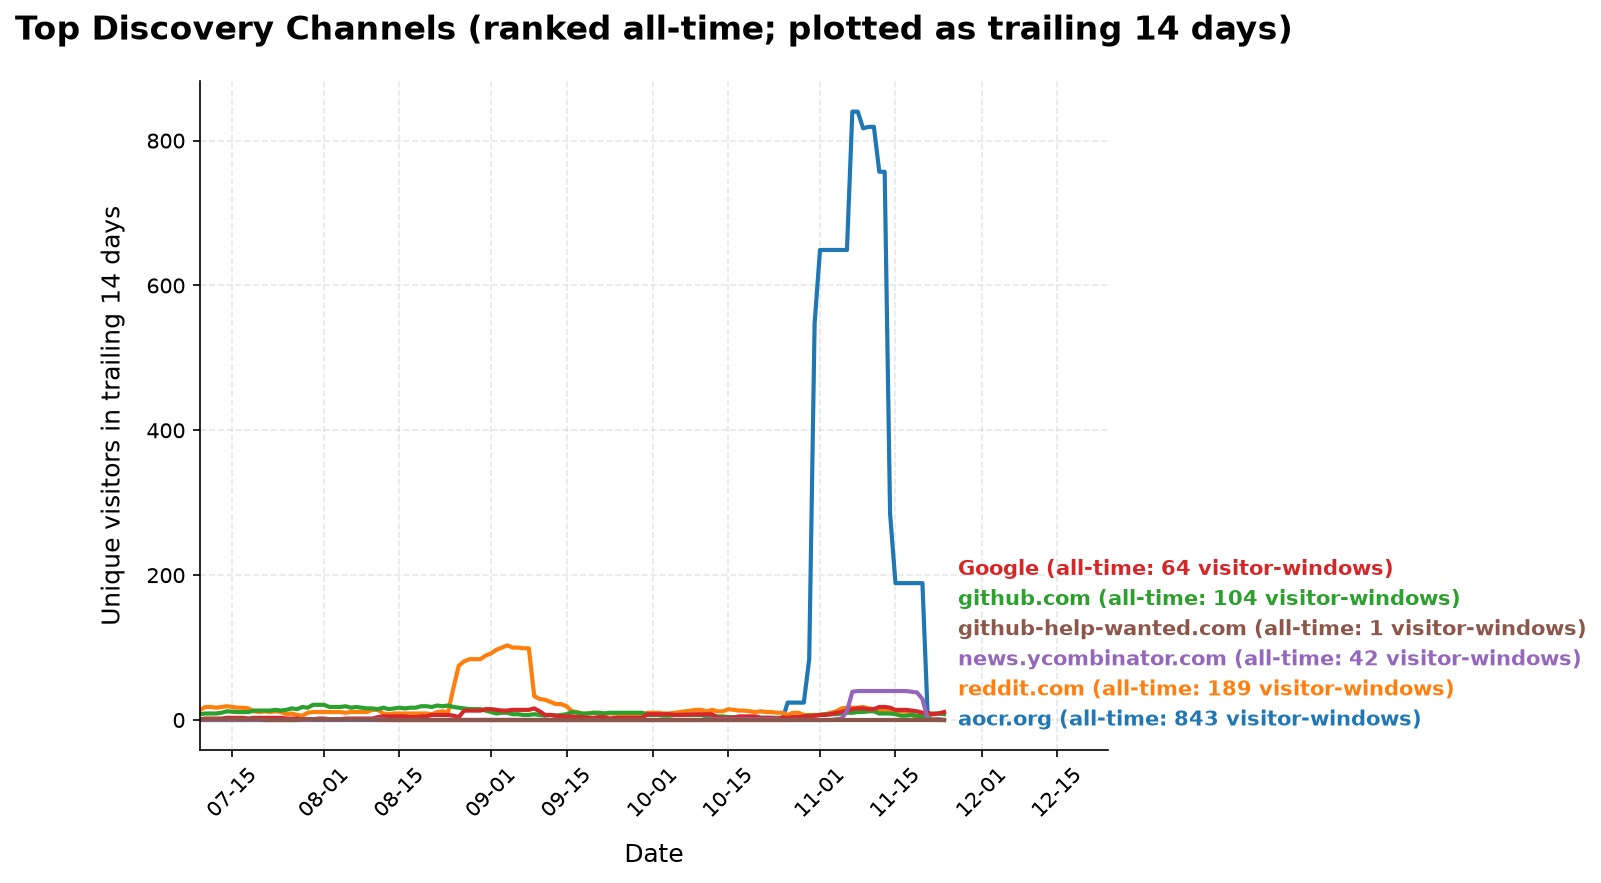 Top Discovery Channels (ranked all-time; plotted as trailing 14 days)
Unique visitors in trailing 14 days
800
600
400
200
0
Google (all-time: 64 visitor-windows)
github.com (all-time: 104 visitor-windows)
github-help-wanted.com (all-time: 1 visitor-windows)
news.ycombinator.com (all-time: 42 visitor-windows)
reddit.com (all-time: 189 visitor-windows)
aocr.org (all-time: 843 visitor-windows)
07-15
08-01
08-15
09-01
09-15
10-01
10-15
11-01
11-15
12-01
12-15
Date